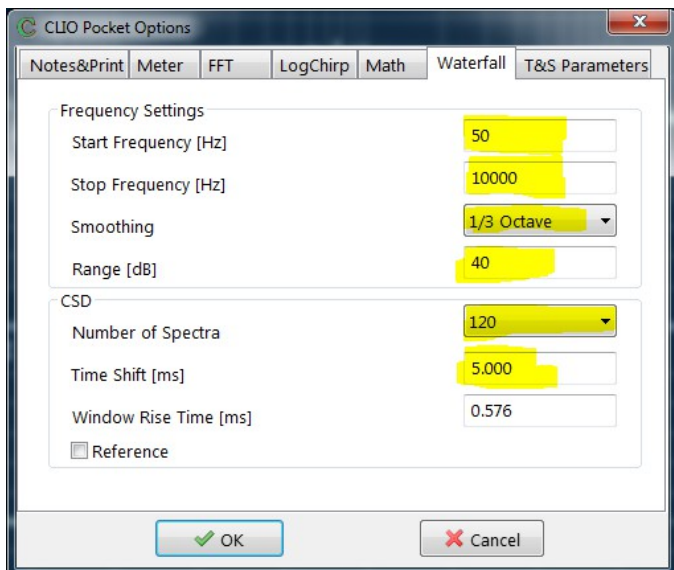 CLIO Pocket Options
Notes&Print Meter FFT LogChirp Math Waterfall T&S Parameters
Frequency Settings
Start Frequency [Hz] 50
Stop Frequency [Hz] 10000
Smoothing 1/3 Octave
Range [dB] 40
CSD
Number of Spectra 120
Time Shift [ms] 5.000
Window Rise Time [ms] 0.576
Reference
OK Cancel